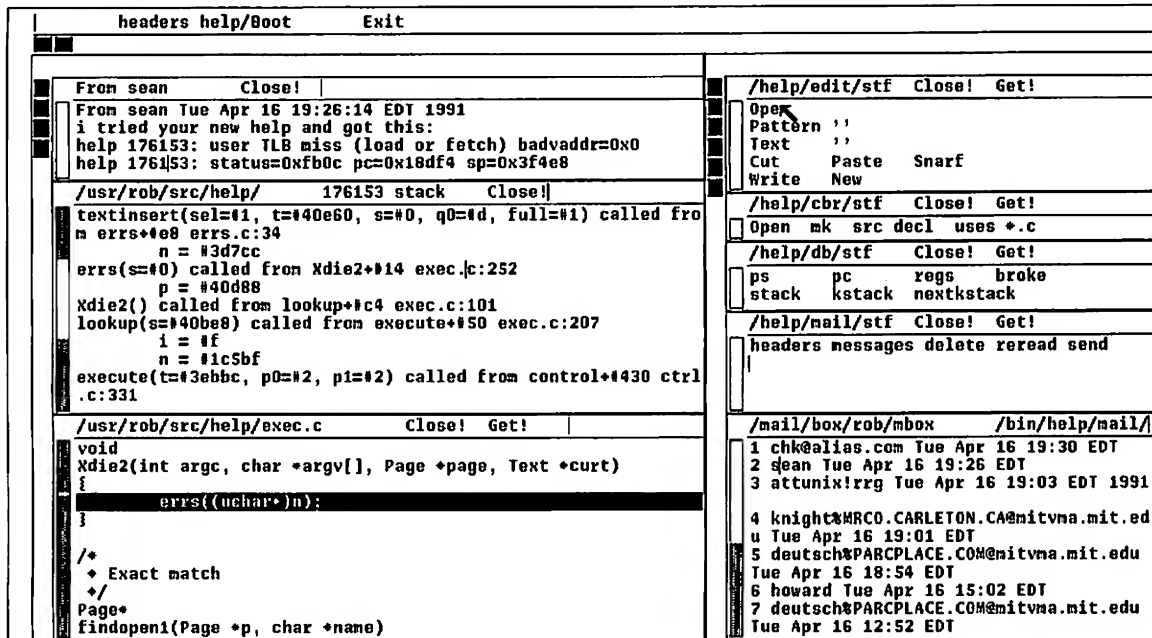 headers help/Boot Exit
From sean Close!
From sean Tue Apr 16 19:26:14 EDT 1991
i tried your new help and got this:
help 176153: user TLB miss (load or fetch) badvaddr=0x0
help 176153: status=0xfb0c pc=0x18df4 sp=0x3f4e8
/usr/rob/src/help/ 176153 stack Close!
textinsert(sel=#1, t=#40e60, s=#0, q0=#d, full=#1) called fro
m errs+#e8 errs.c:34
n = #3d7cc
errs(s=#0) called from Xdie2+#14 exec.c:252
p = #40d88
Xdie2() called from lookup+#c4 exec.c:101
lookup(s=#40be8) called from execute+#50 exec.c:207
i = #f
n = #1c5bf
execute(t=#3ebbc, p0=#2, p1=#2) called from control+#430 ctrl
.c:331
/usr/rob/src/help/exec.c Close! Get!
void
Xdie2(int argc, char *argv[], Page *page, Text *curt)
{
errs((uchar*)n);
}
/*
* Exact match
*/
Page*
findopen1(Page *p, char *name)
/help/edit/stf Close! Get!
Open
Pattern ''
Text ''
Cut Paste Snarf
Write New
/help/cbr/stf Close! Get!
Open mk src decl uses *.c
/help/db/stf Close! Get!
ps pc regs broke
stack kstack nextkstack
/help/mail/stf Close! Get!
headers messages delete reread send
/mail/box/rob/mbox /bin/help/mail/
1 chk@alias.com Tue Apr 16 19:30 EDT
2 sean Tue Apr 16 19:26 EDT
3 attunix!rrg Tue Apr 16 19:03 EDT 1991
4 knight%MRCO.CARLETON.CA@mitvma.mit.ed
u Tue Apr 16 19:01 EDT
5 deutsch%PARCPLACE.COM@mitvma.mit.edu
Tue Apr 16 18:54 EDT
6 howard Tue Apr 16 15:02 EDT
7 deutsch%PARCPLACE.COM@mitvma.mit.edu
Tue Apr 16 12:52 EDT